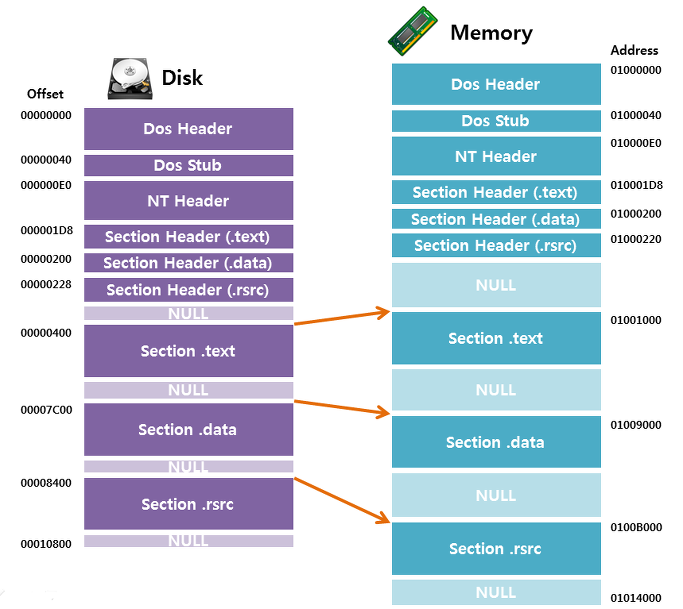 Disk
Offset
00000000
Dos Header
00000040
Dos Stub
000000E0
NT Header
000001D8
Section Header (.text)
00000200
Section Header (.data)
00000228
Section Header (.rsrc)
NULL
00000400
Section .text
NULL
00007C00
Section .data
NULL
00008400
Section .rsrc
00010800
NULL
Memory
Address
Dos Header
01000000
Dos Stub
01000040
NT Header
010000E0
Section Header (.text)
010001D8
Section Header (.data)
01000200
Section Header (.rsrc)
01000220
NULL
Section .text
01001000
NULL
Section .data
01009000
NULL
Section .rsrc
0100B000
NULL
01014000